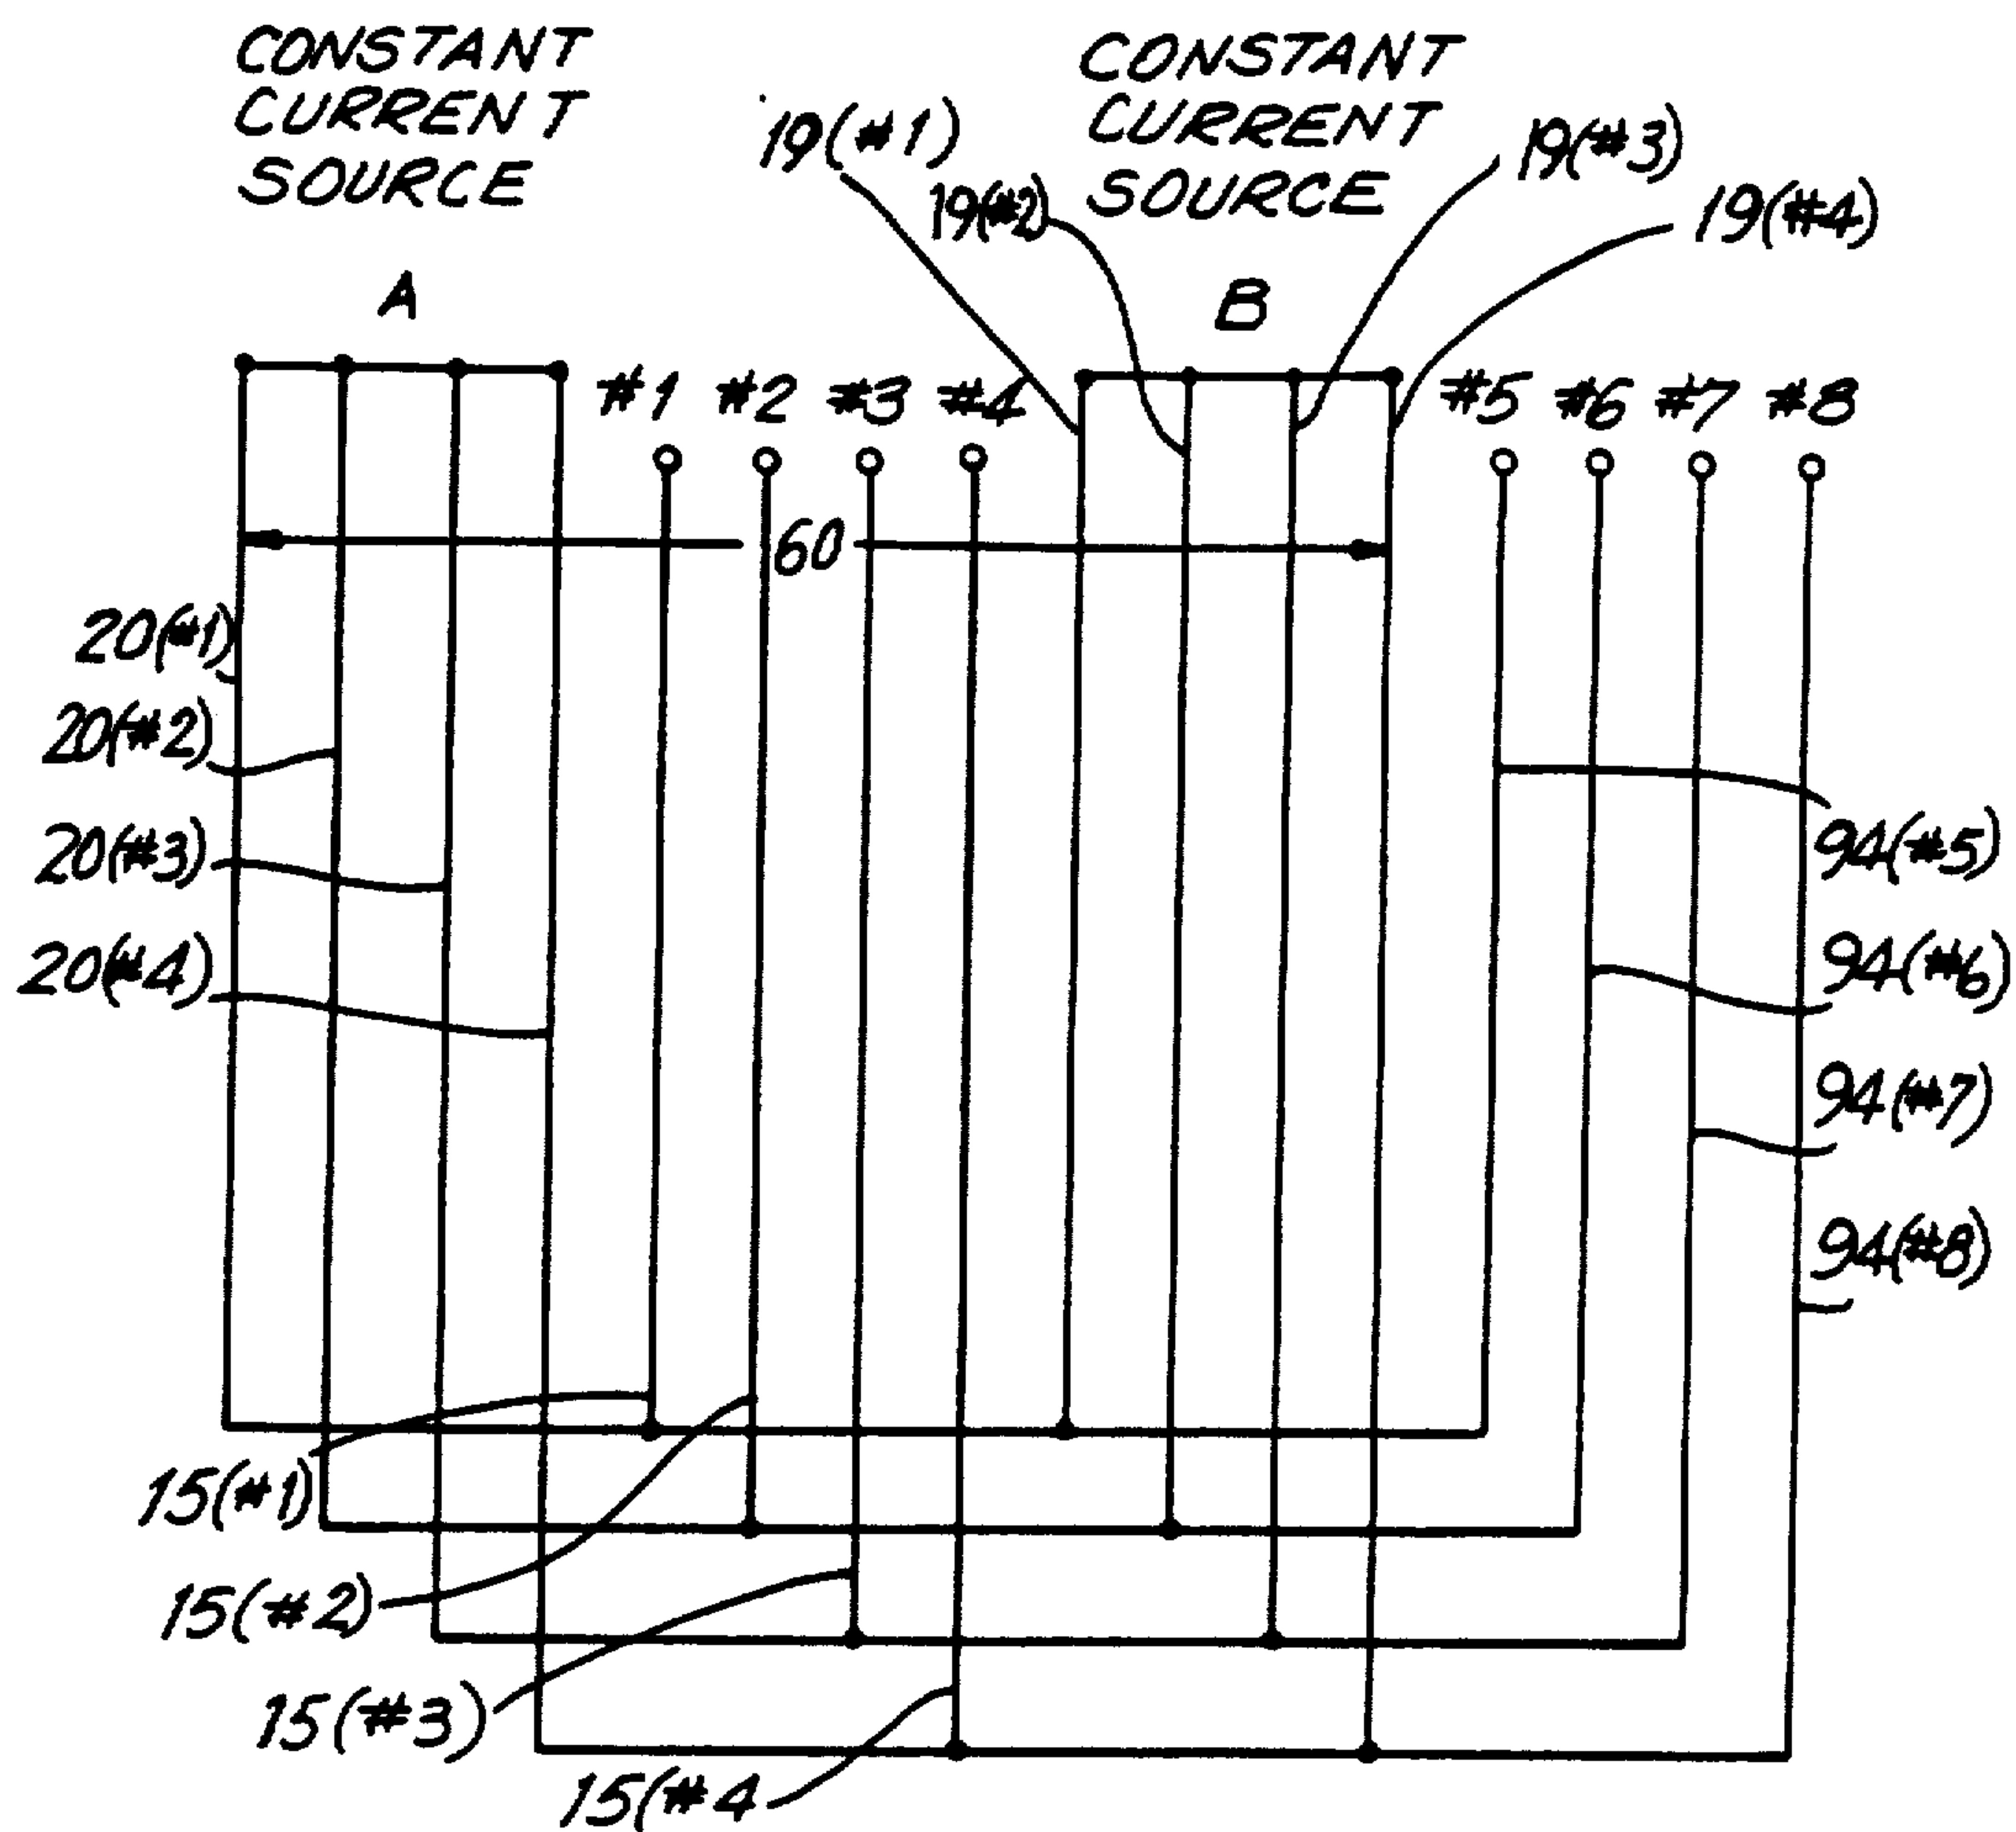 CONSTANT
CURRENT
SOURCE
A
CONSTANT
CURRENT
SOURCE
B
19(#1)
19(#2)
19(#3)
19(#4)
#1 #2 #3 #4
#5 #6 #7 #8
60
20(#1)
20(#2)
20(#3)
20(#4)
94(#5)
94(#6)
94(#7)
94(#8)
15(#1)
15(#2)
15(#3)
15(#4